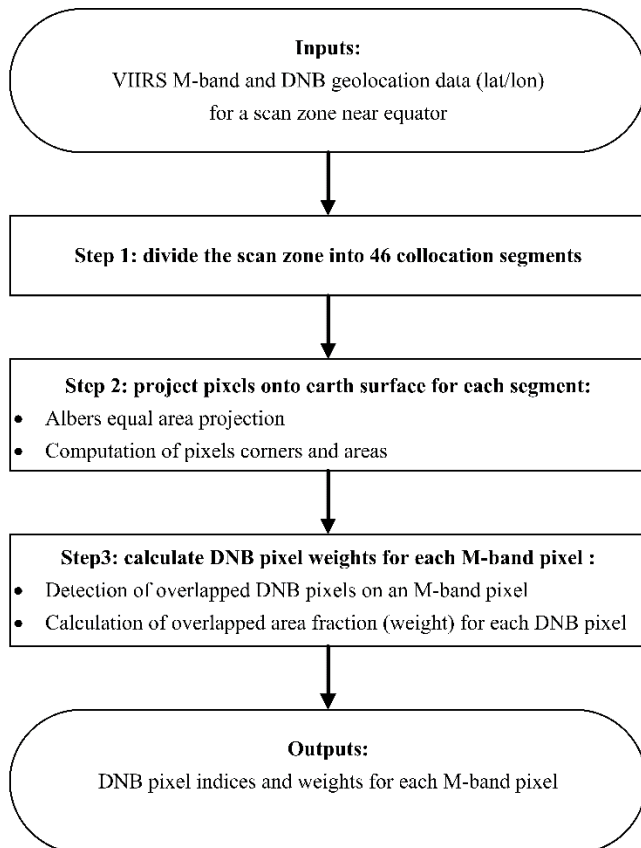 Inputs:
VIIRS M-band and DNB geolocation data (lat/lon)
for a scan zone near equator
Step 1: divide the scan zone into 46 collocation segments
Step 2: project pixels onto earth surface for each segment:
• Albers equal area projection
• Computation of pixels corners and areas
Step3: calculate DNB pixel weights for each M-band pixel :
• Detection of overlapped DNB pixels on an M-band pixel
• Calculation of overlapped area fraction (weight) for each DNB pixel
Outputs:
DNB pixel indices and weights for each M-band pixel